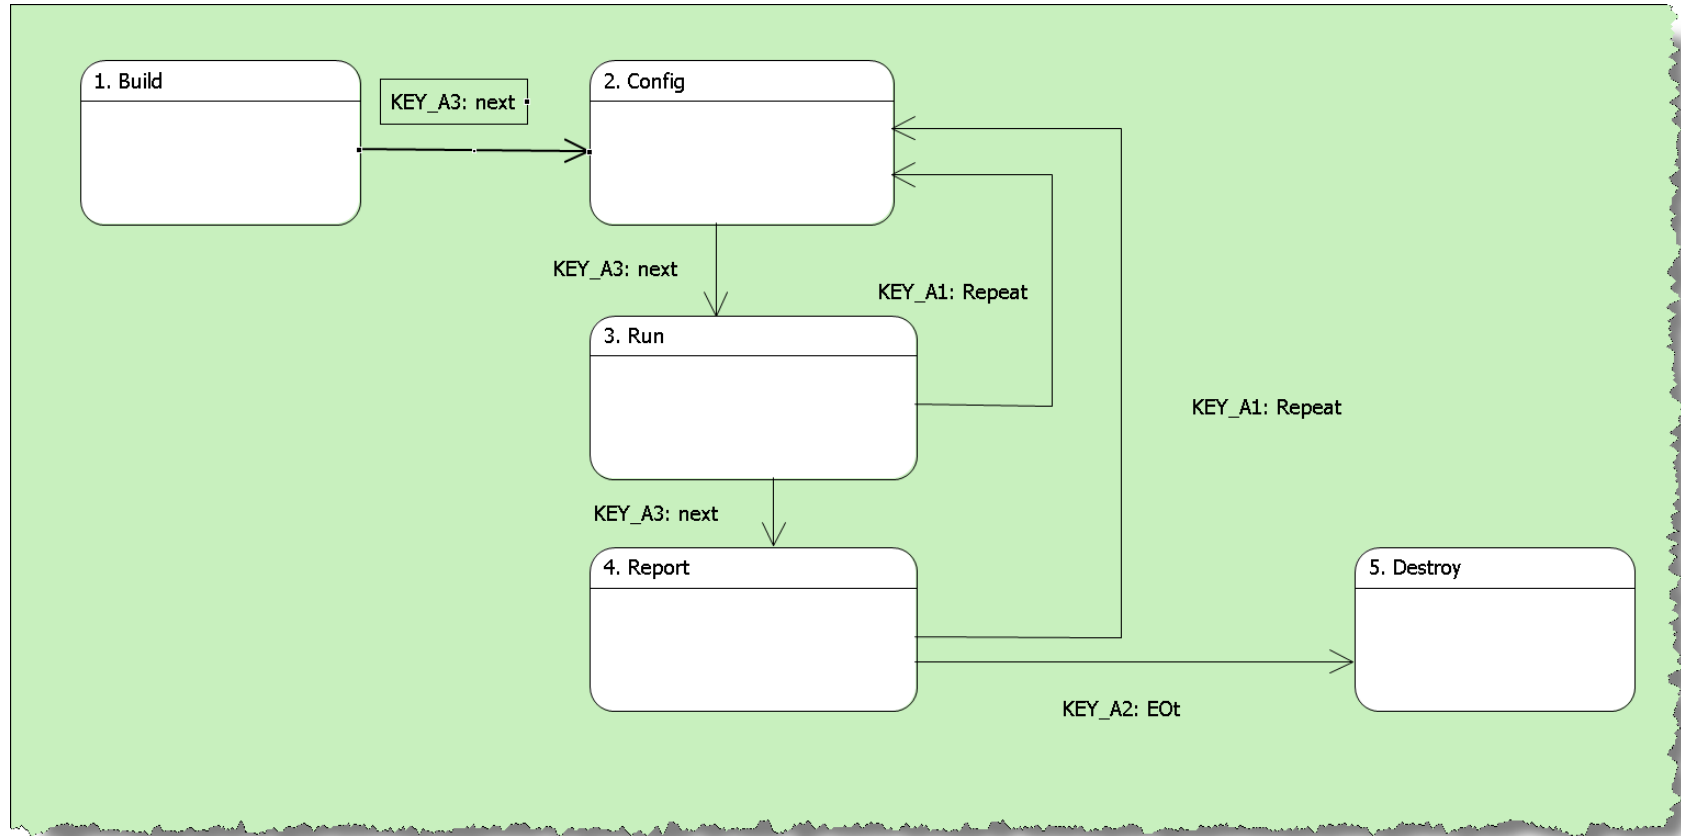 1. Build
KEY_A3: next
2. Config
KEY_A3: next
KEY_A1: Repeat
3. Run
KEY_A1: Repeat
KEY_A3: next
4. Report
5. Destroy
KEY_A2: EOt